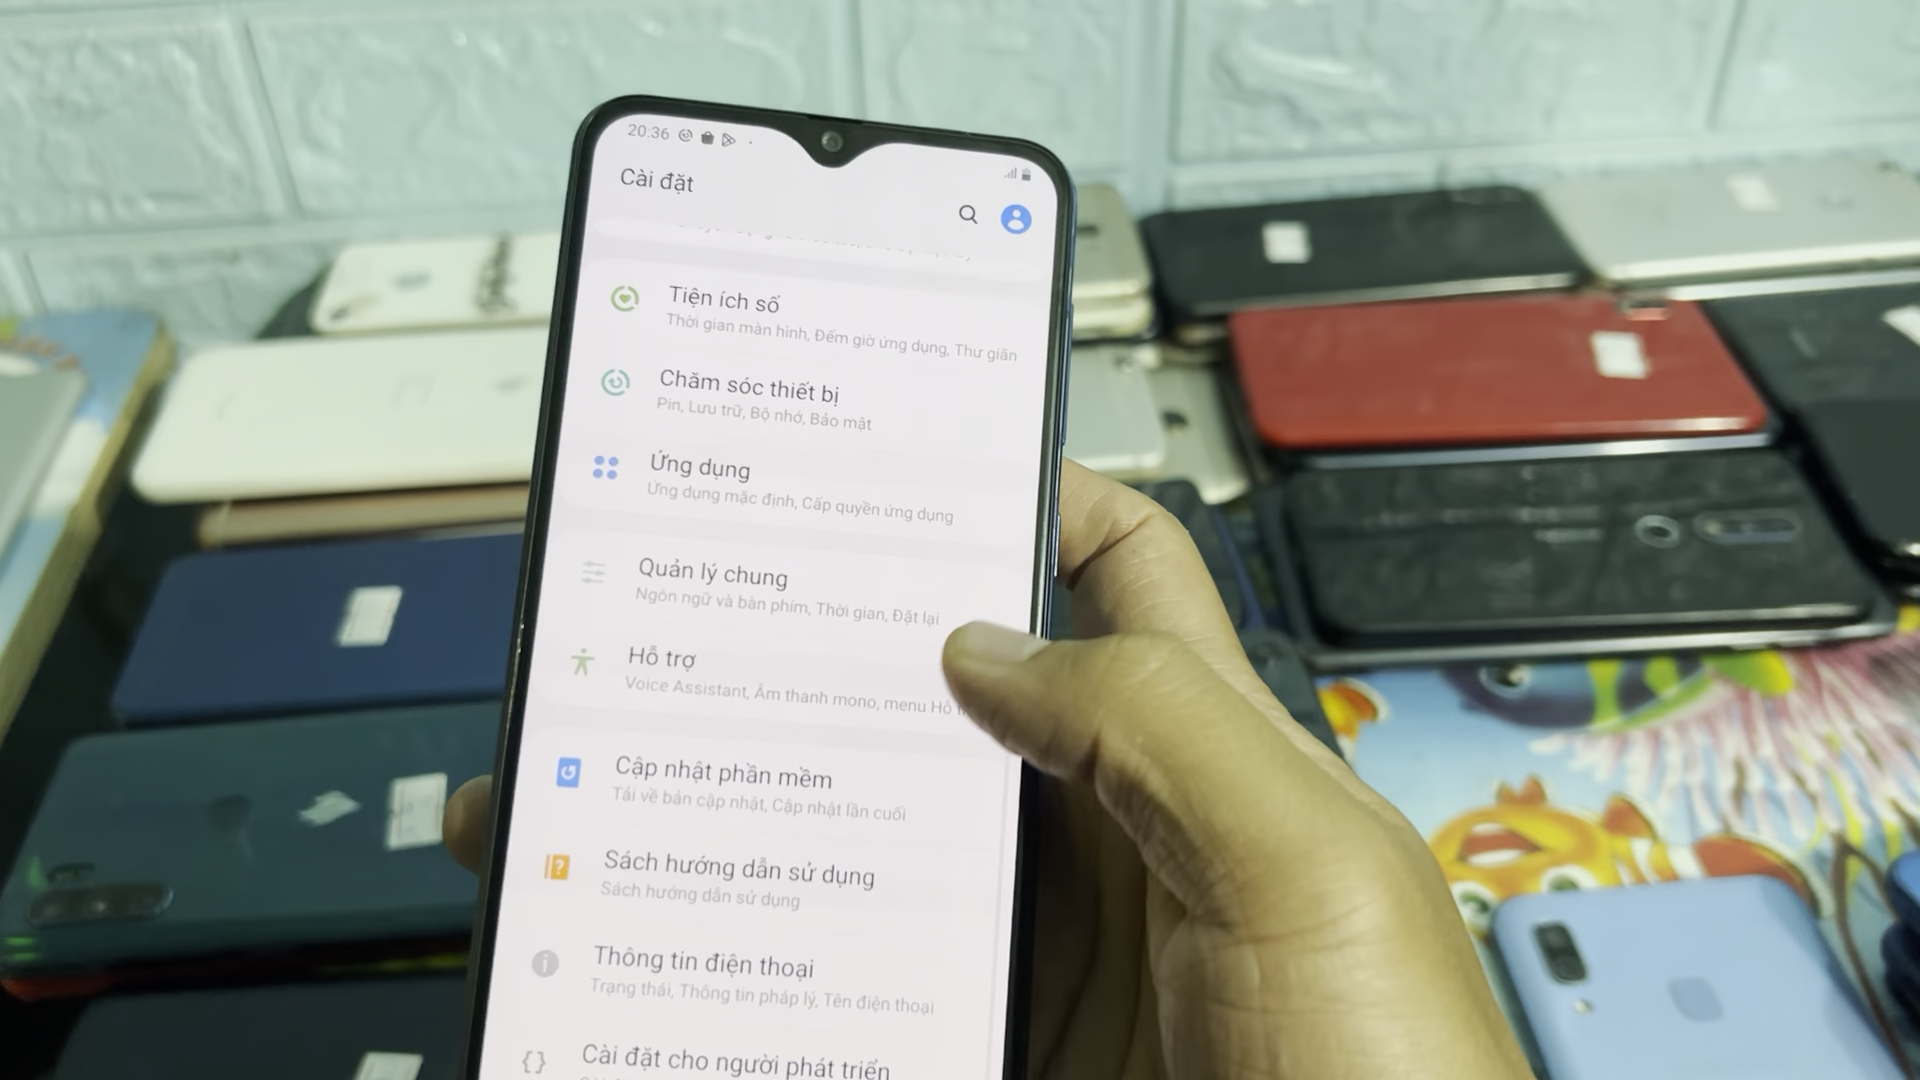 20:36
Cài đặt
Tiện ích số
Thời gian màn hình, Đếm giờ ứng dụng, Thư giãn
Chăm sóc thiết bị
Pin, Lưu trữ, Bộ nhớ, Bảo mật
Ứng dụng
Ứng dụng mặc định, Cấp quyền ứng dụng
Quản lý chung
Ngôn ngữ và bàn phím, Thời gian, Đặt lại
Hỗ trợ
Voice Assistant, Âm thanh mono, menu Hỗ
Cập nhật phần mềm
Tải về bản cập nhật, Cập nhật lần cuối
Sách hướng dẫn sử dụng
Sách hướng dẫn sử dụng
Thông tin điện thoại
Trạng thái, Thông tin pháp lý, Tên điện thoại
Cài đặt cho người phát triển